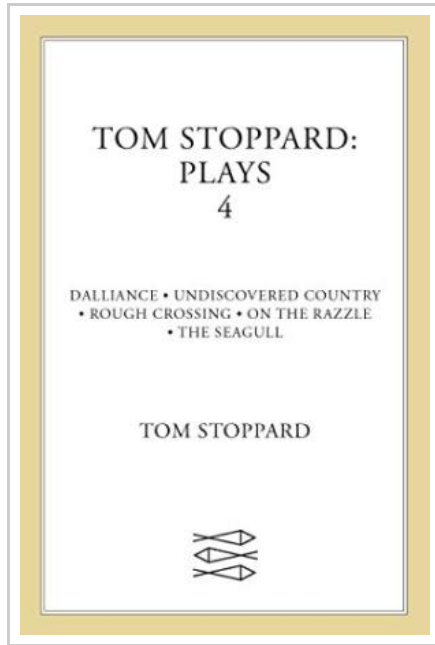 TOM STOPPARD:
PLAYS
4
DALLIANCE • UNDISCOVERED COUNTRY
• ROUGH CROSSING • ON THE RAZZLE
• THE SEAGULL
TOM STOPPARD